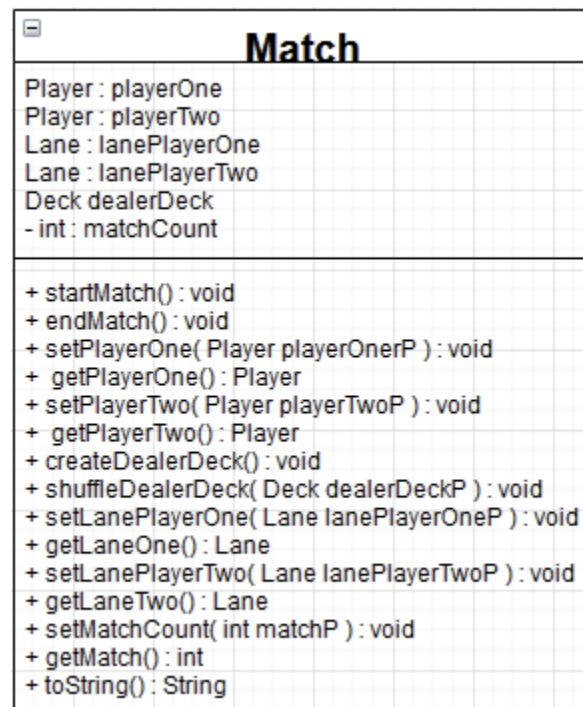 Match
Player : playerOne
Player : playerTwo
Lane : lanePlayerOne
Lane : lanePlayerTwo
Deck dealerDeck
- int : matchCount
+ startMatch() : void
+ endMatch() : void
+ setPlayerOne( Player playerOnerP ) : void
+ getPlayerOne() : Player
+ setPlayerTwo( Player playerTwoP ) : void
+ getPlayerTwo() : Player
+ createDealerDeck() : void
+ shuffleDealerDeck( Deck dealerDeckP ) : void
+ setLanePlayerOne( Lane lanePlayerOneP ) : void
+ getLaneOne() : Lane
+ setLanePlayerTwo( Lane lanePlayerTwoP ) : void
+ getLaneTwo() : Lane
+ setMatchCount( int matchP ) : void
+ getMatch() : int
+ toString() : String